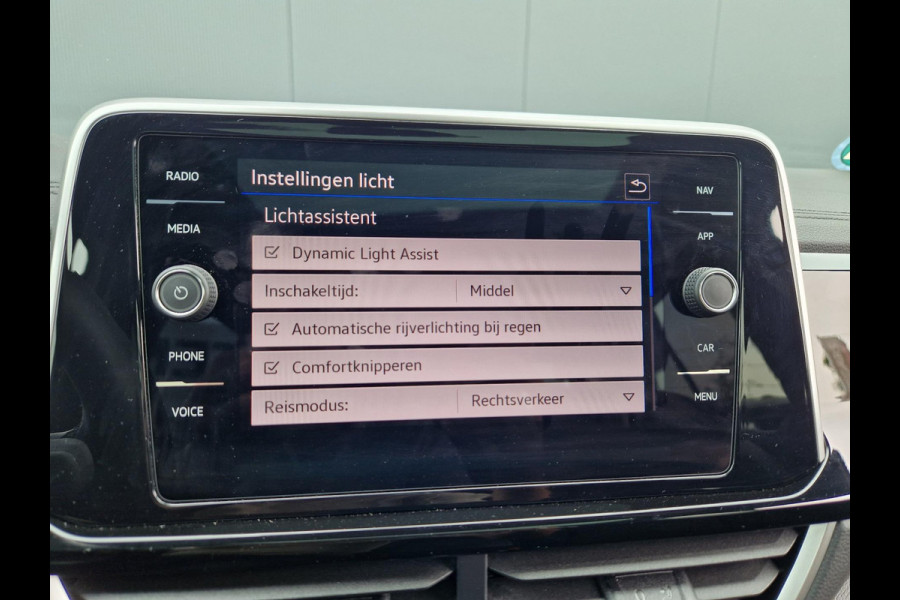 RADIO
MEDIA
PHONE
VOICE
Instellingen licht
Lichtassistent
Dynamic Light Assist
Inschakeltijd: Middel
Automatische rijverlichting bij regen
Comfortknipperen
Reismodus: Rechtsverkeer
NAV
APP
CAR
MENU